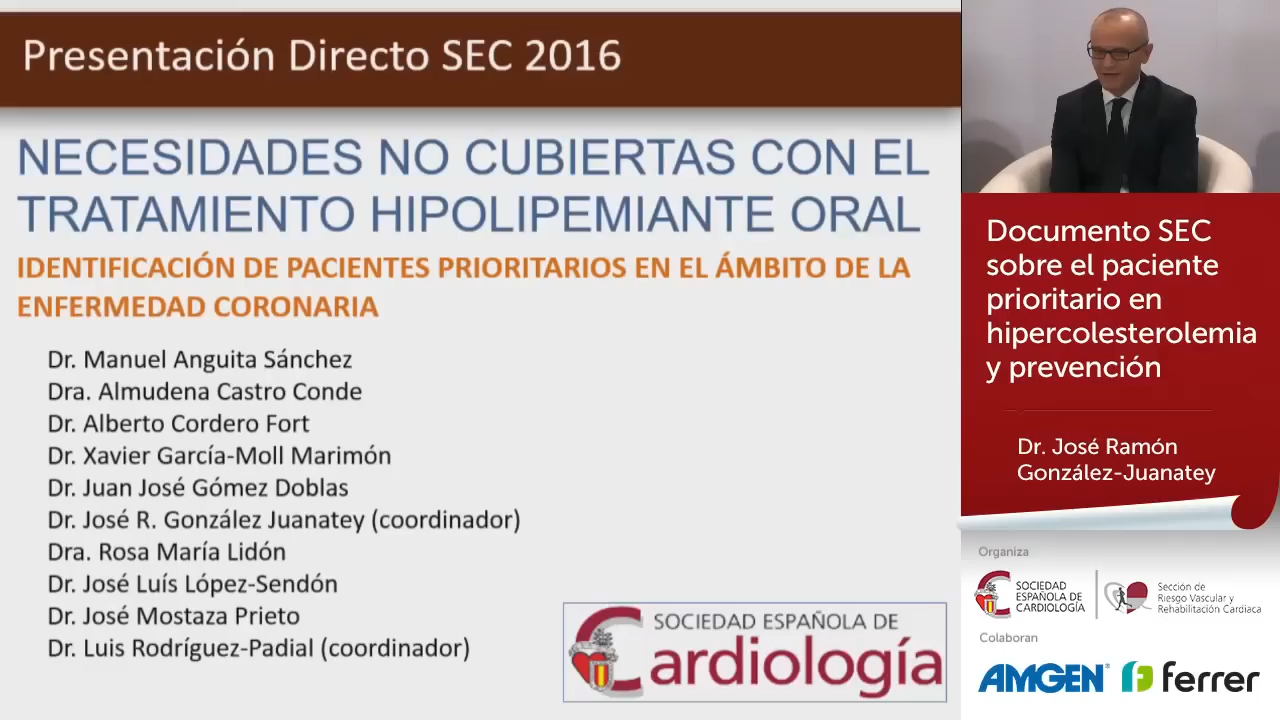 Presentación Directo SEC 2016
NECESIDADES NO CUBIERTAS CON EL
TRATAMIENTO HIPOLIPEMIANTE ORAL
IDENTIFICACIÓN DE PACIENTES PRIORITARIOS EN EL ÁMBITO DE LA
ENFERMEDAD CORONARIA
Dr. Manuel Anguita Sánchez
Dra. Almudena Castro Conde
Dr. Alberto Cordero Fort
Dr. Xavier García-Moll Marimón
Dr. Juan José Gómez Doblas
Dr. José R. González Juanatey (coordinador)
Dra. Rosa María Lidón
Dr. José Luís López-Sendón
Dr. José Mostaza Prieto
Dr. Luis Rodríguez-Padial (coordinador)
SOCIEDAD ESPAÑOLA DE
Cardiología
Documento SEC
sobre el paciente
prioritario en
hipercolesterolemia
y prevención
Dr. José Ramón
González-Juanatey
Organiza
SOCIEDAD
ESPAÑOLA DE
CARDIOLOGÍA
Sección de
Riesgo Vascular y
Rehabilitación Cardiaca
Colaboran
AMGEN®
ferrer